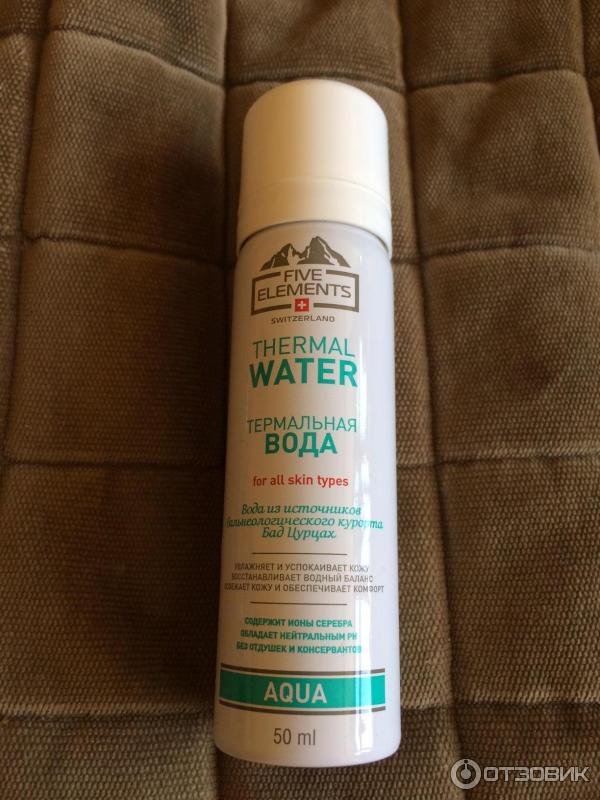 FIVE
ELEMENTS
SWITZERLAND
THERMAL
WATER
ТЕРМАЛЬНАЯ
ВОДА
for all skin types
Вода из источников
бальнеологического курорта
Бад Цурцах.
УВЛАЖНЯЕТ И УСПОКАИВАЕТ КОЖУ
ВОССТАНАВЛИВАЕТ ВОДНЫЙ БАЛАНС
ОСВЕЖАЕТ КОЖУ И ОБЕСПЕЧИВАЕТ КОМФОРТ
СОДЕРЖИТ ИОНЫ СЕРЕБРА
ОБЛАДАЕТ НЕЙТРАЛЬНЫМ PH
БЕЗ ОТДУШЕК И КОНСЕРВАНТОВ
AQUA
50 ml
ОТЗОВИК